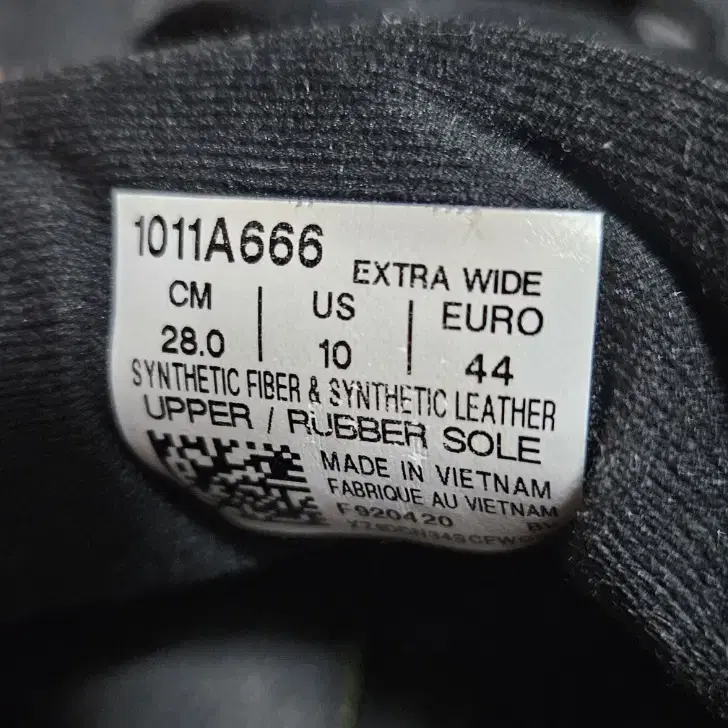 1011A666
EXTRA WIDE
CM | US | EURO
28.0 | 10 | 44
SYNTHETIC FIBER & SYNTHETIC LEATHER
UPPER / RUBBER SOLE
MADE IN VIETNAM
FABRIQUE AU VIETNAM
F920420